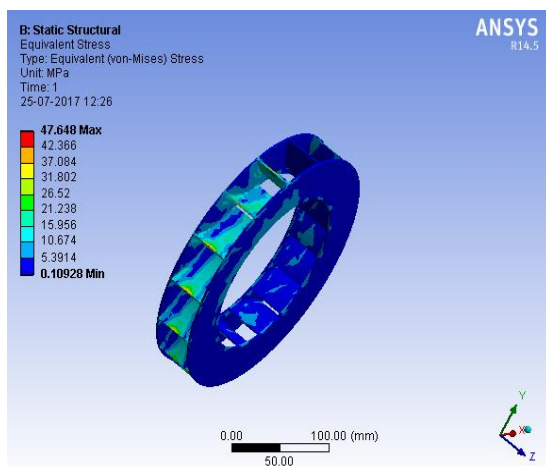 B: Static Structural
Equivalent Stress
Type: Equivalent (von-Mises) Stress
Unit: MPa
Time: 1
25-07-2017 12:26
ANSYS
R14.5
47.648 Max
42.366
37.084
31.802
26.52
21.238
15.956
10.674
5.3914
0.10928 Min
Y
X
Z
0.00 100.00 (mm)
50.00